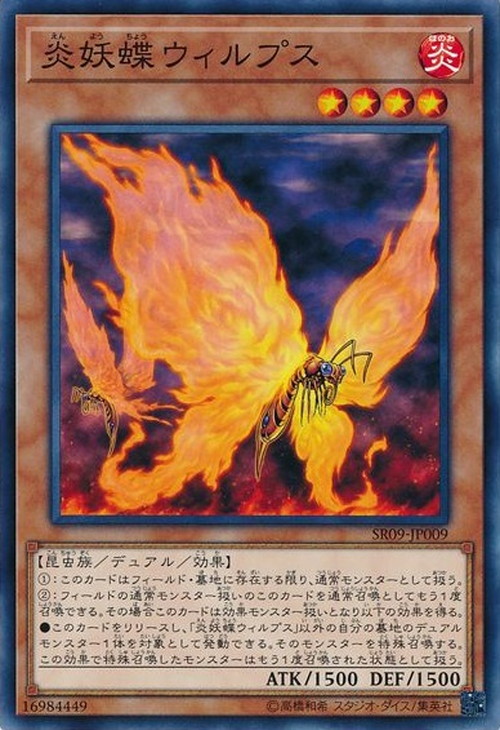 炎妖蝶ウィルプス
炎
SR09-JP009
【昆虫族/デュアル/効果】
①:このカードはフィールド・墓地に存在する限り、通常モンスターとして扱う。
②:フィールドの通常モンスター扱いのこのカードを通常召喚としてもう1度
召喚できる。その場合このカードは効果モンスター扱いとなり以下の効果を得る。
●このカードをリリースし、「炎妖蝶ウィルプス」以外の自分の墓地のデュアル
モンスター1体を対象として発動できる。そのモンスターを特殊召喚する。
この効果で特殊召喚したモンスターはもう1度召喚された状態として扱う。
ATK/1500 DEF/1500
16984449
©高橋和希 スタジオ・ダイス/集英社